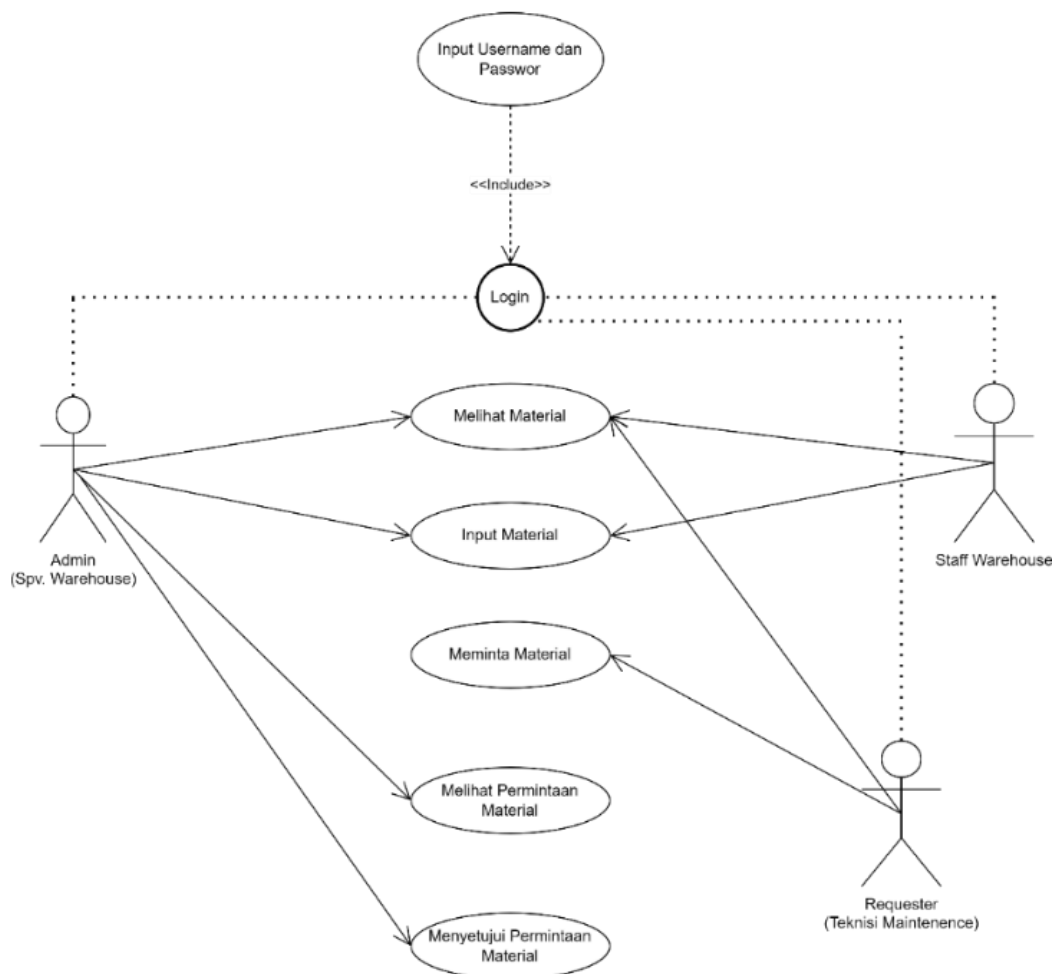 Input Username dan
Passwor
<<Include>>
Login
Melihat Material
Input Material
Admin
(Spv. Warehouse)
Staff Warehouse
Meminta Material
Melihat Permintaan
Material
Requester
(Teknisi Maintenence)
Menyetujui Permintaan
Material